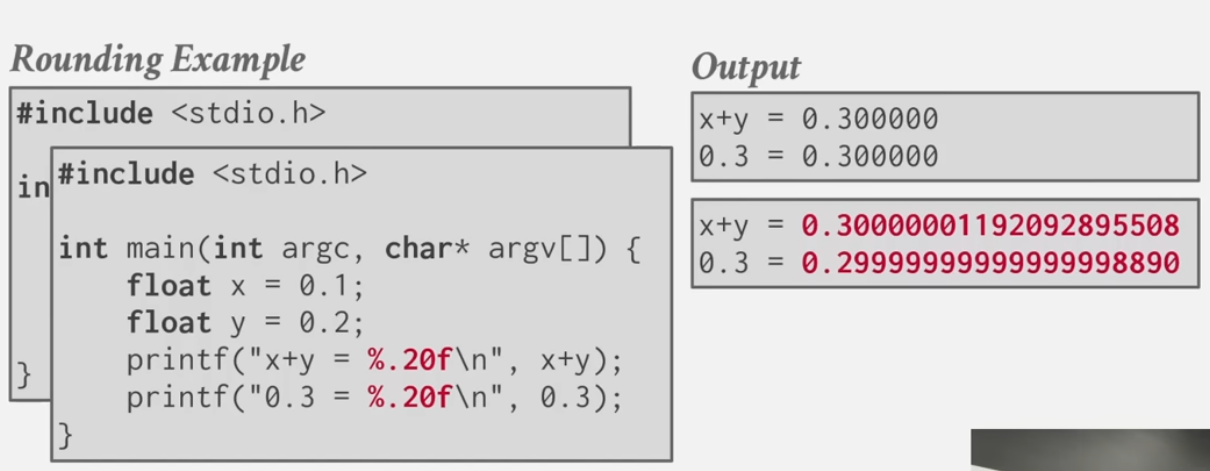 Rounding Example
#include <stdio.h>
in
}
#include <stdio.h>
int main(int argc, char* argv[]) {
float x = 0.1;
float y = 0.2;
printf("x+y = %.20f\n", x+y);
printf("0.3 = %.20f\n", 0.3);
}
Output
x+y = 0.300000
0.3 = 0.300000
x+y = 0.30000001192092895508
0.3 = 0.29999999999999998890